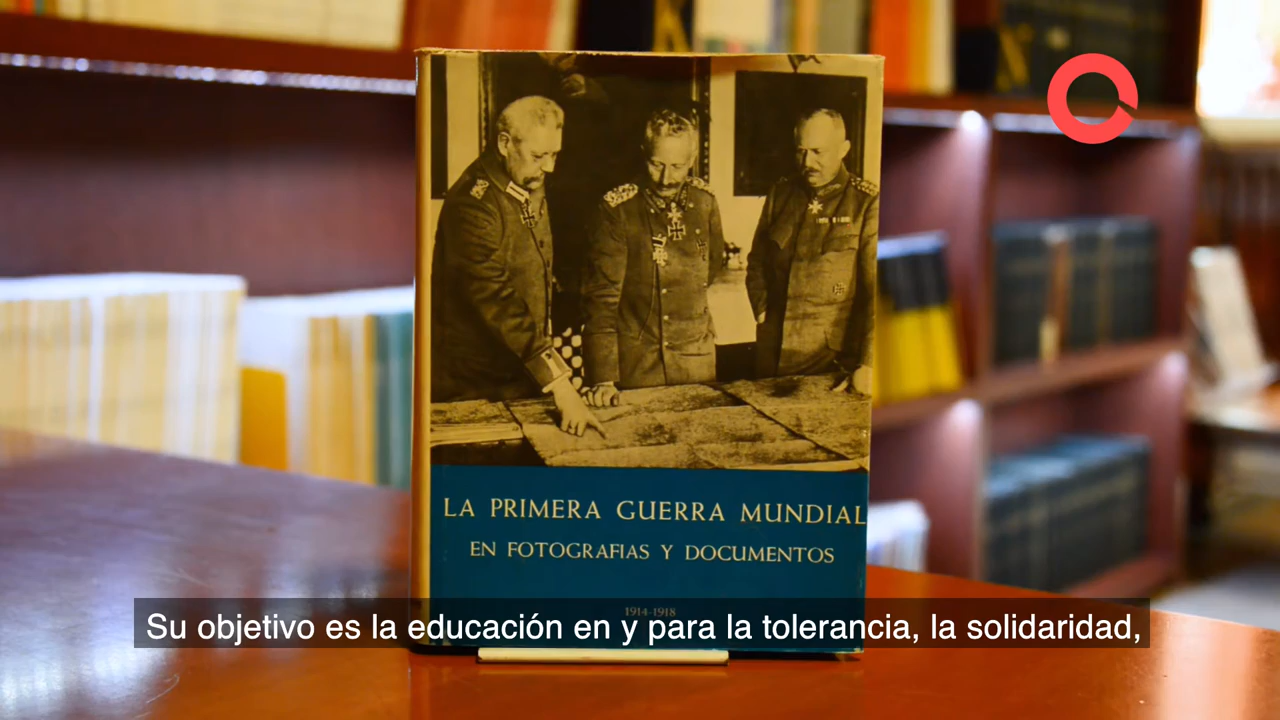 LA PRIMERA GUERRA MUNDIAL
EN FOTOGRAFIAS Y DOCUMENTOS
1914-1918
Su objetivo es la educación en y para la tolerancia, la solidaridad,